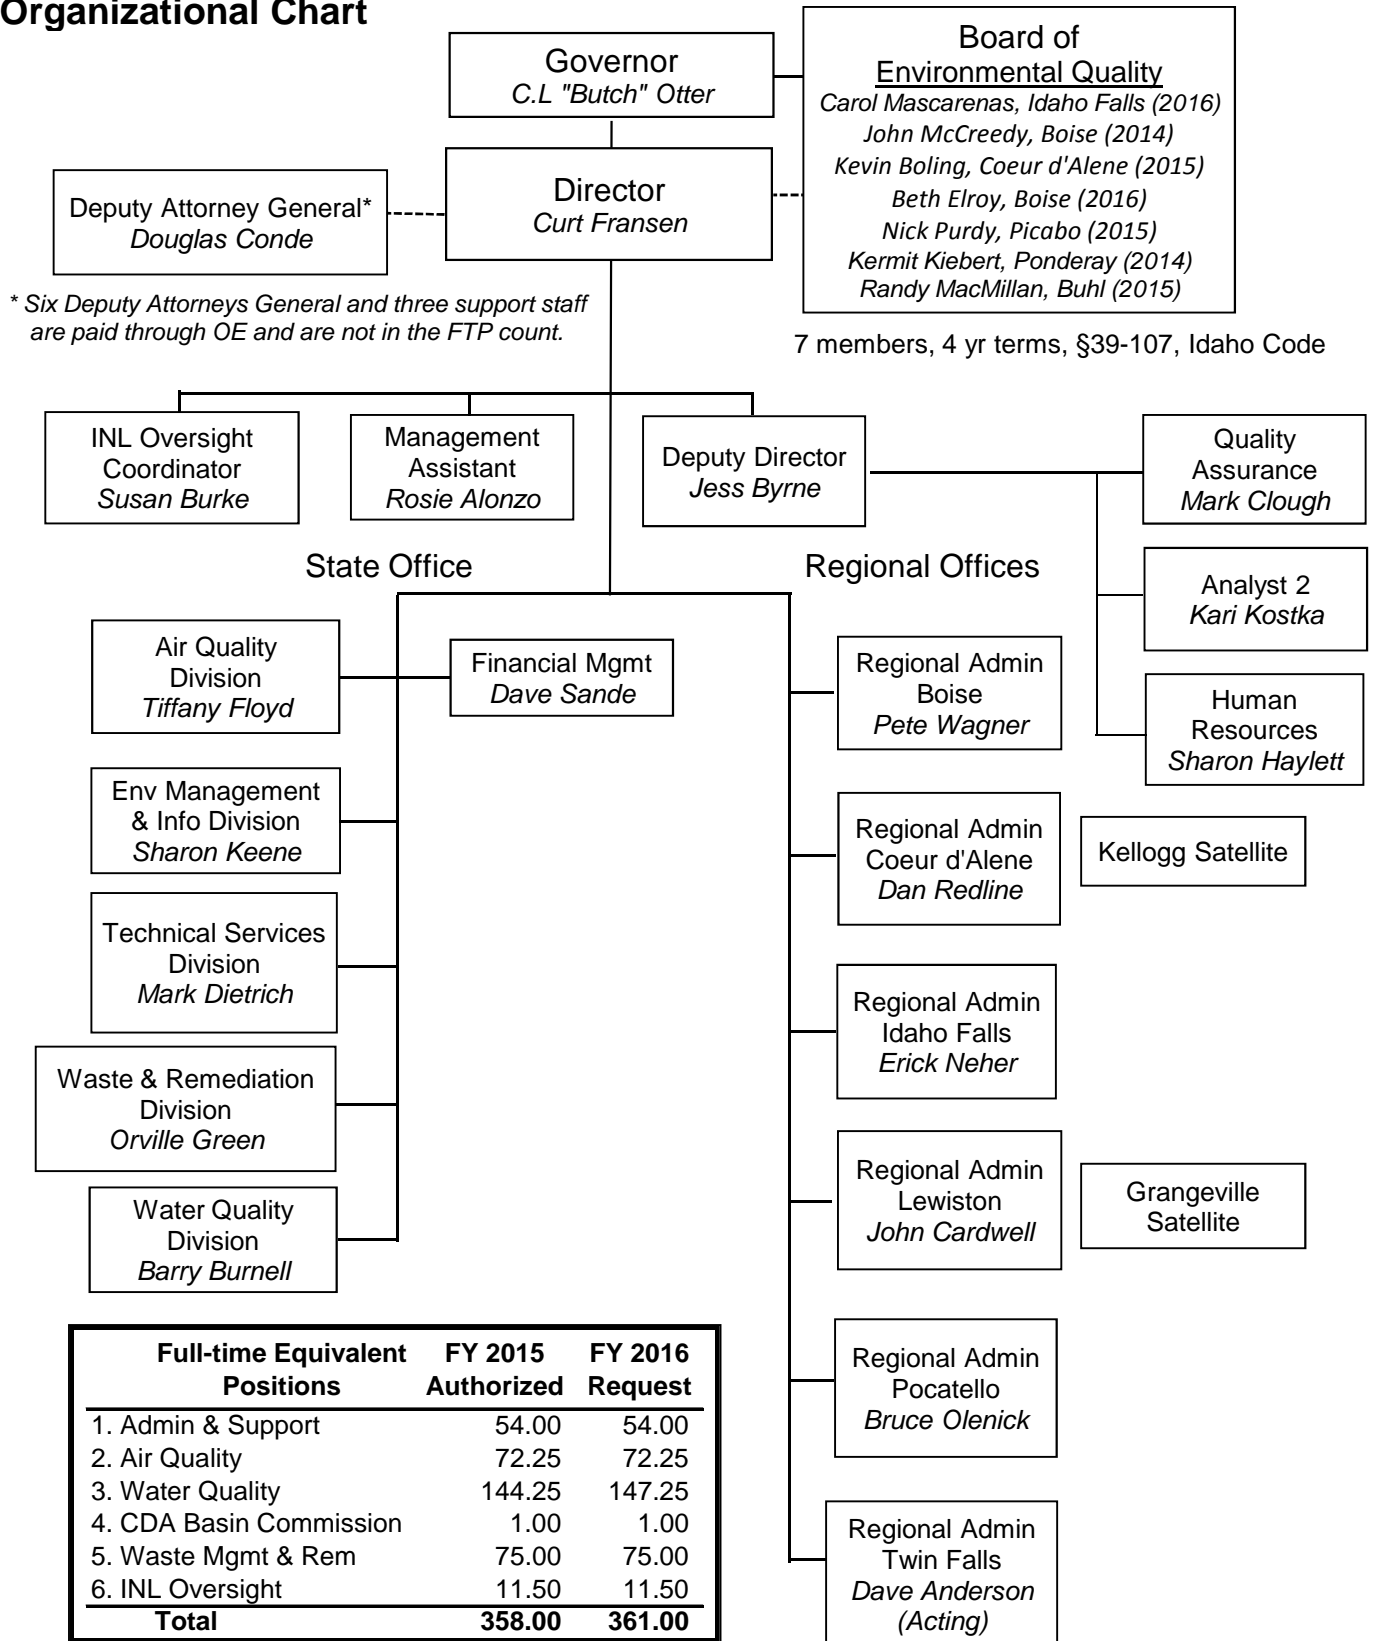 Organizational Chart
Governor
C.L "Butch" Otter
Board of
Environmental Quality
Carol Mascarenas, Idaho Falls (2016)
John McCreedy, Boise (2014)
Kevin Boling, Coeur d'Alene (2015)
Beth Elroy, Boise (2016)
Nick Purdy, Picabo (2015)
Kermit Kiebert, Ponderay (2014)
Randy MacMillan, Buhl (2015)
7 members, 4 yr terms, §39-107, Idaho Code
Director
Curt Fransen
Deputy Attorney General*
Douglas Conde
* Six Deputy Attorneys General and three support staff
are paid through OE and are not in the FTP count.
INL Oversight
Coordinator
Susan Burke
Management
Assistant
Rosie Alonzo
Deputy Director
Jess Byrne
Quality
Assurance
Mark Clough
Analyst 2
Kari Kostka
Human
Resources
Sharon Haylett
State Office
Air Quality
Division
Tiffany Floyd
Financial Mgmt
Dave Sande
Env Management
& Info Division
Sharon Keene
Technical Services
Division
Mark Dietrich
Waste & Remediation
Division
Orville Green
Water Quality
Division
Barry Burnell
Regional Offices
Regional Admin
Boise
Pete Wagner
Regional Admin
Coeur d'Alene
Dan Redline
Kellogg Satellite
Regional Admin
Idaho Falls
Erick Neher
Regional Admin
Lewiston
John Cardwell
Grangeville
Satellite
Regional Admin
Pocatello
Bruce Olenick
Regional Admin
Twin Falls
Dave Anderson
(Acting)
Full-time Equivalent FY 2015 FY 2016
Positions Authorized Request
1. Admin & Support 54.00 54.00
2. Air Quality 72.25 72.25
3. Water Quality 144.25 147.25
4. CDA Basin Commission 1.00 1.00
5. Waste Mgmt & Rem 75.00 75.00
6. INL Oversight 11.50 11.50
Total 358.00 361.00